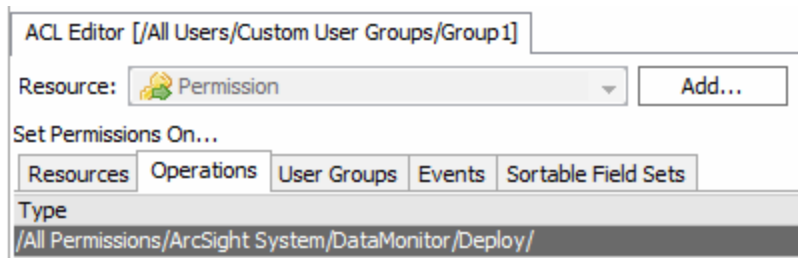 ACL Editor [/All Users/Custom User Groups/Group1]
Resource: Permission Add...
Set Permissions On...
Resources Operations User Groups Events Sortable Field Sets
Type
/All Permissions/ArcSight System/DataMonitor/Deploy/